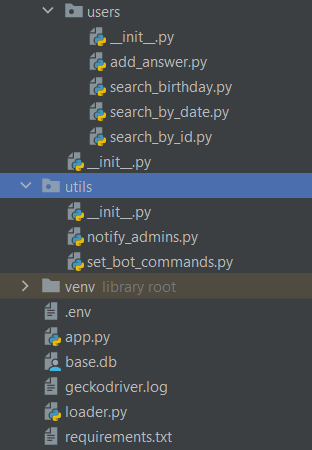 users
__init__.py
add_answer.py
search_birthday.py
search_by_date.py
search_by_id.py
__init__.py
utils
__init__.py
notify_admins.py
set_bot_commands.py
venv library root
.env
app.py
base.db
geckodriver.log
loader.py
requirements.txt